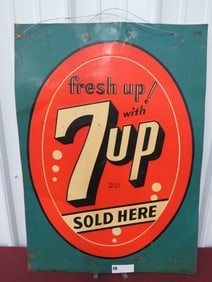 fresh up!
with
7up
SOLD HERE